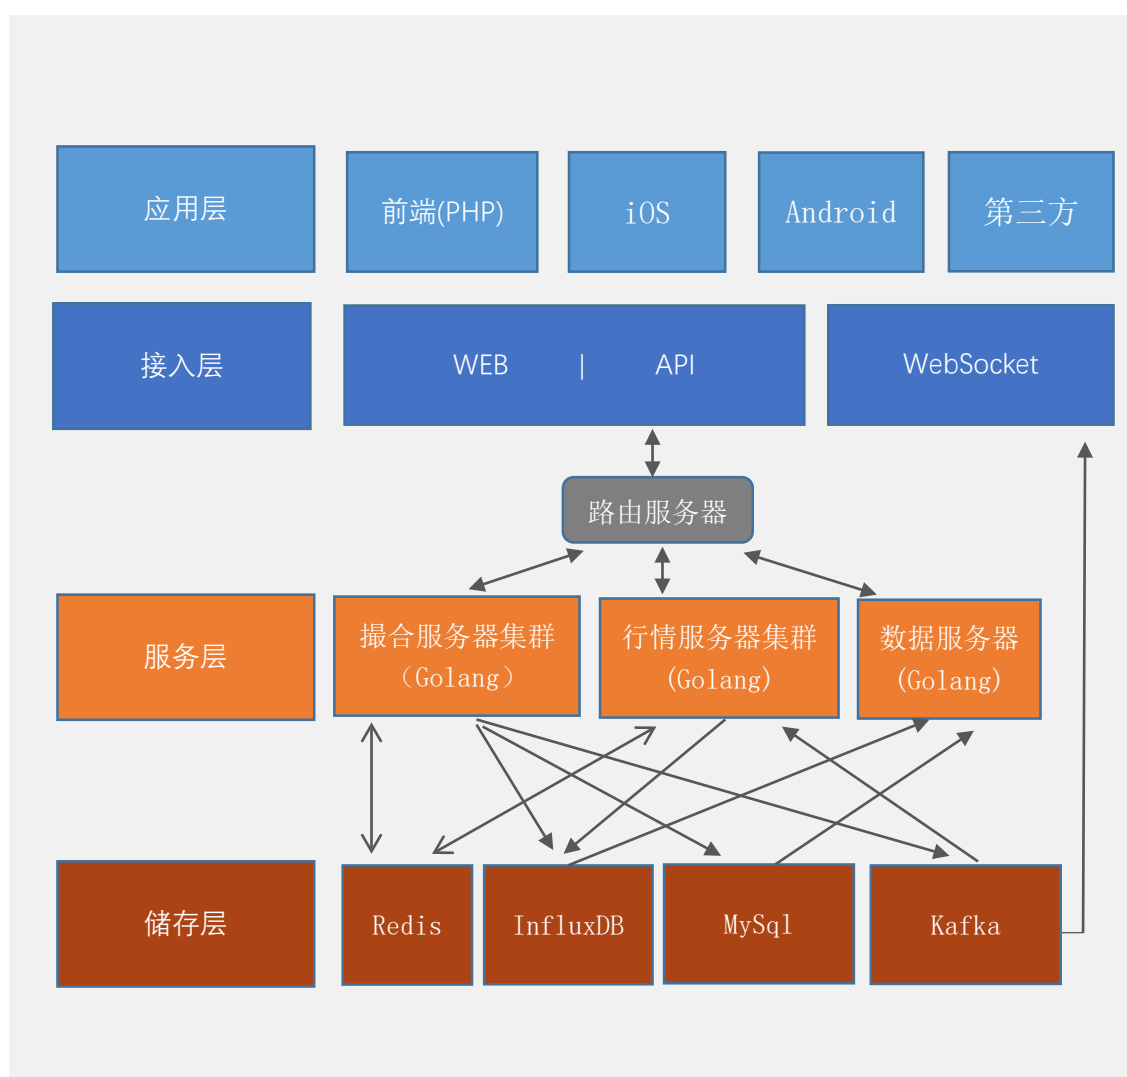 应用层
前端(PHP)
iOS
Android
第三方
接入层
WEB | API
WebSocket
路由服务器
服务层
撮合服务器集群
（Golang）
行情服务器集群
(Golang)
数据服务器
(Golang)
储存层
Redis
InfluxDB
MySql
Kafka